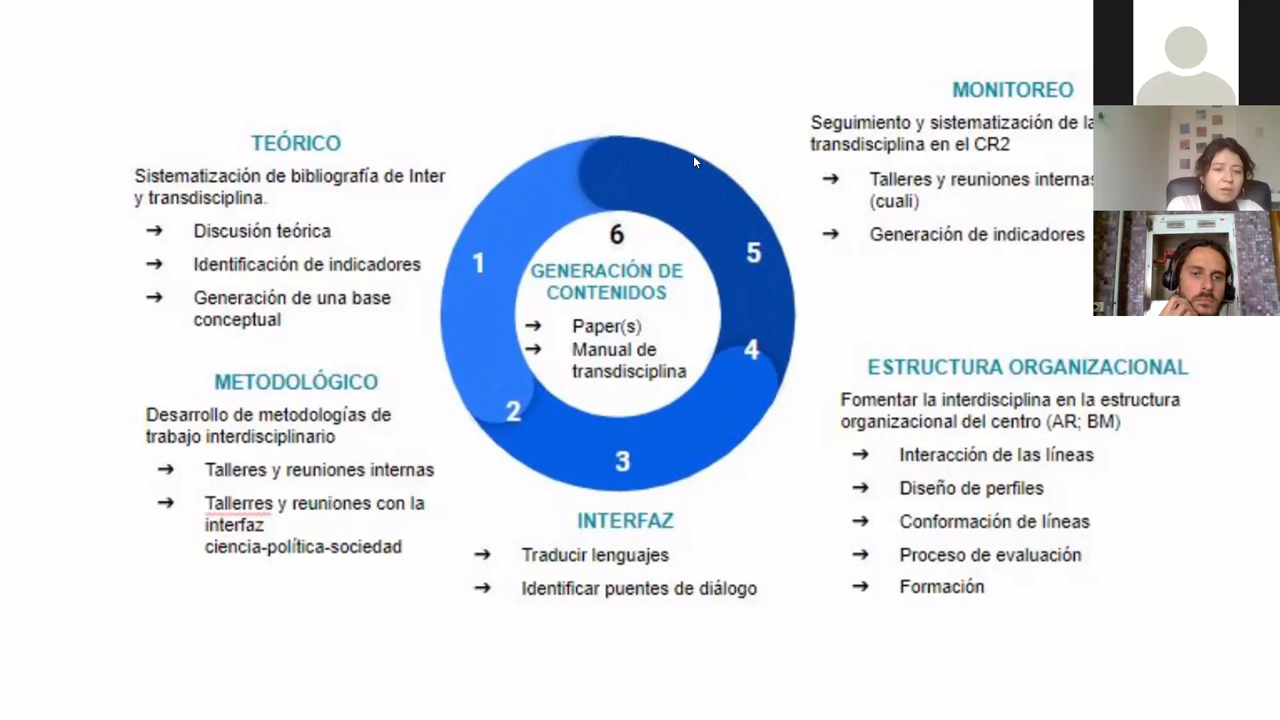 TEÓRICO
Sistematización de bibliografía de Inter
y transdisciplina.
➔ Discusión teórica
➔ Identificación de indicadores
➔ Generación de una base
conceptual
METODOLÓGICO
Desarrollo de metodologías de
trabajo interdisciplinario
➔ Talleres y reuniones internas
➔ Tallerres y reuniones con la
interfaz
ciencia-política-sociedad
1
2
3
4
5
6
GENERACIÓN DE
CONTENIDOS
➔ Paper(s)
➔ Manual de
transdisciplina
INTERFAZ
➔ Traducir lenguajes
➔ Identificar puentes de diálogo
MONITOREO
Seguimiento y sistematización de la
transdisciplina en el CR2
➔ Talleres y reuniones internas
(cuali)
➔ Generación de indicadores
ESTRUCTURA ORGANIZACIONAL
Fomentar la interdisciplina en la estructura
organizacional del centro (AR; BM)
➔ Interacción de las líneas
➔ Diseño de perfiles
➔ Conformación de líneas
➔ Proceso de evaluación
➔ Formación